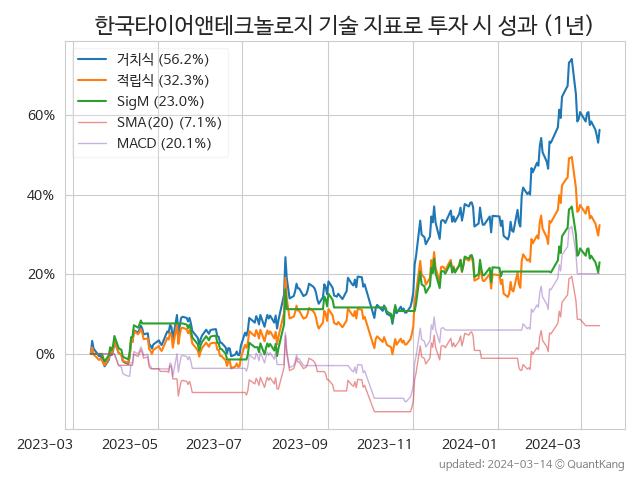 한국타이어앤테크놀로지 기술 지표로 투자 시 성과 (1년)
거치식 (56.2%)
적립식 (32.3%)
SigM (23.0%)
SMA(20) (7.1%)
MACD (20.1%)
60%
40%
20%
0%
2023-03 2023-05 2023-07 2023-09 2023-11 2024-01 2024-03
updated: 2024-03-14 © QuantKang